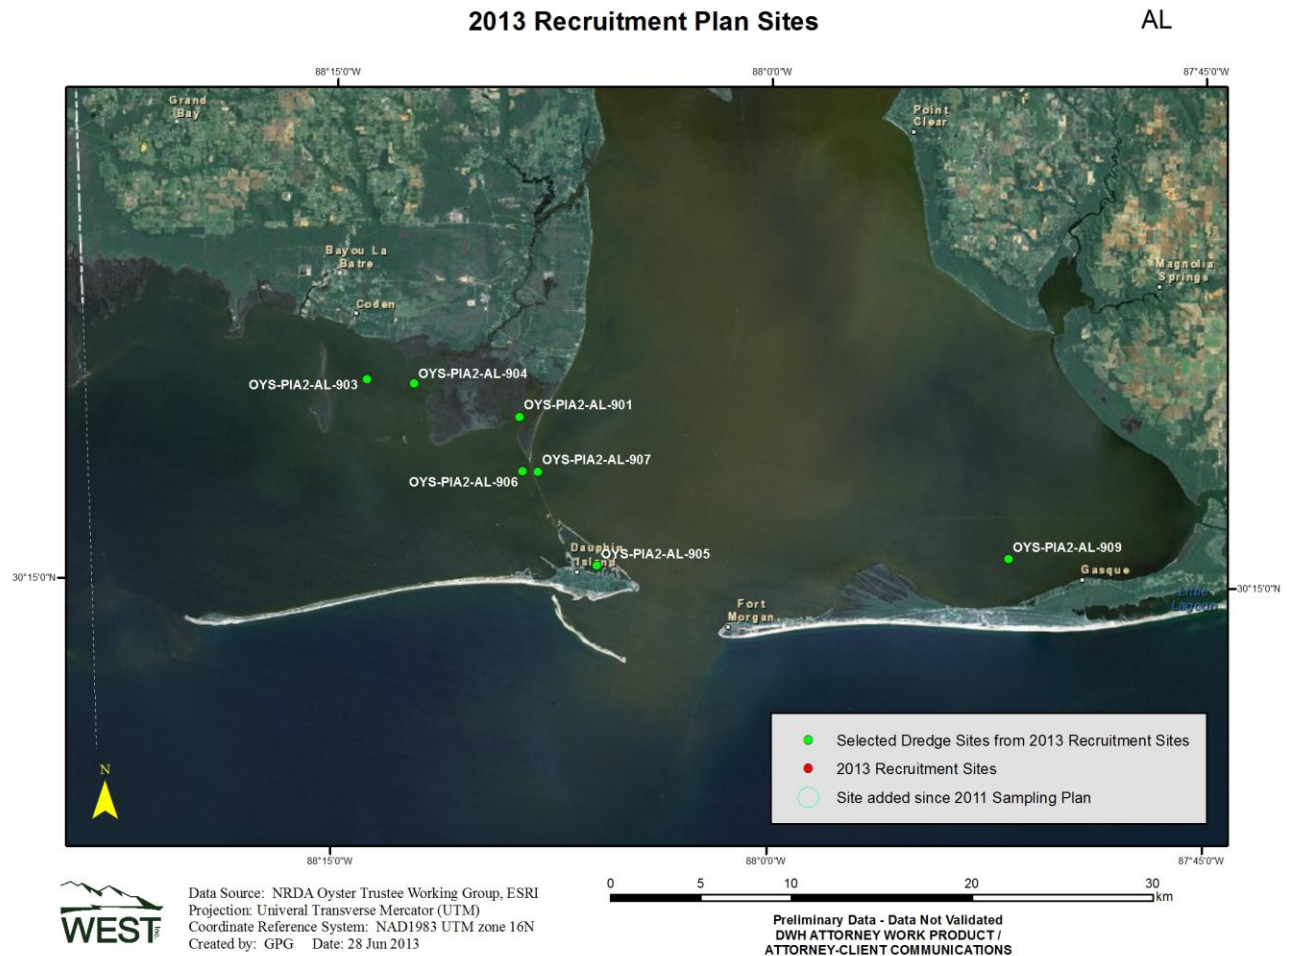 2013 Recruitment Plan Sites
AL
88°15'0"W
88°0'0"W
87°45'0"W
Grand
Bay
Point
Clear
Bayou La
Batre
Magnolia
Springs
Coden
OYS-PIA2-AL-903
OYS-PIA2-AL-904
OYS-PIA2-AL-901
OYS-PIA2-AL-907
OYS-PIA2-AL-906
Dauphin
Island
OYS-PIA2-AL-905
OYS-PIA2-AL-909
Gasque
30°15'0"N
30°15'0"N
Little
Lagoon
Fort
Morgan
Selected Dredge Sites from 2013 Recruitment Sites
2013 Recruitment Sites
Site added since 2011 Sampling Plan
N
88°15'0"W
88°0'0"W
87°45'0"W
WEST Inc.
Data Source: NRDA Oyster Trustee Working Group, ESRI
Projection: Univeral Transverse Mercator (UTM)
Coordinate Reference System: NAD1983 UTM zone 16N
Created by: GPG Date: 28 Jun 2013
0 5 10 20 30
km
Preliminary Data - Data Not Validated
DWH ATTORNEY WORK PRODUCT /
ATTORNEY-CLIENT COMMUNICATIONS